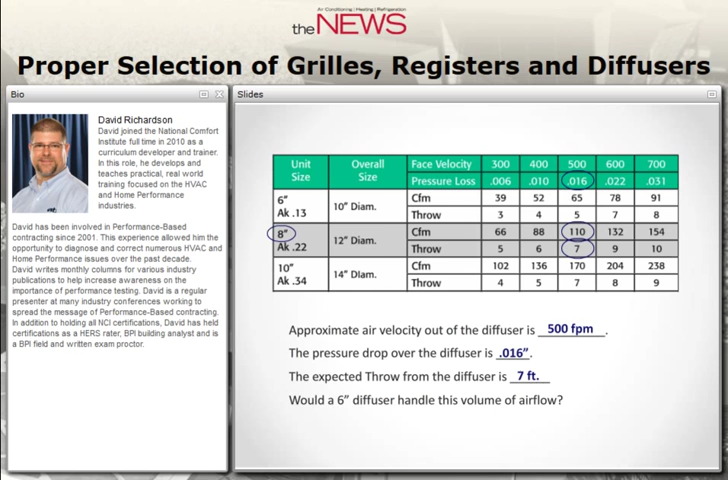 Air Conditioning | Heating | Refrigeration
the NEWS
Proper Selection of Grilles, Registers and Diffusers
Bio
David Richardson
David joined the National Comfort
Institute full time in 2010 as a
curriculum developer and trainer.
In this role, he develops and
teaches practical, real world
training focused on the HVAC
and Home Performance
industries.
David has been involved in Performance-Based
contracting since 2001. This experience allowed him the
opportunity to diagnose and correct numerous HVAC and
Home Performance issues over the past decade.
David writes monthly columns for various industry
publications to help increase awareness on the
importance of performance testing. David is a regular
presenter at many industry conferences working to
spread the message of Performance-Based contracting.
In addition to holding all NCI certifications, David has held
certifications as a HERS rater, BPI building analyst and is
a BPI field and written exam proctor.
Slides
Unit Size Overall Size Face Velocity 300 400 500 600 700
Pressure Loss .006 .010 .016 .022 .031
6" Ak .13 10" Diam. Cfm 39 52 65 78 91
Throw 3 4 5 7 8
8" Ak .22 12" Diam. Cfm 66 88 110 132 154
Throw 5 6 7 9 10
10" Ak .34 14" Diam. Cfm 102 136 170 204 238
Throw 4 5 7 8 9
Approximate air velocity out of the diffuser is 500 fpm.
The pressure drop over the diffuser is .016".
The expected Throw from the diffuser is 7 ft.
Would a 6" diffuser handle this volume of airflow?